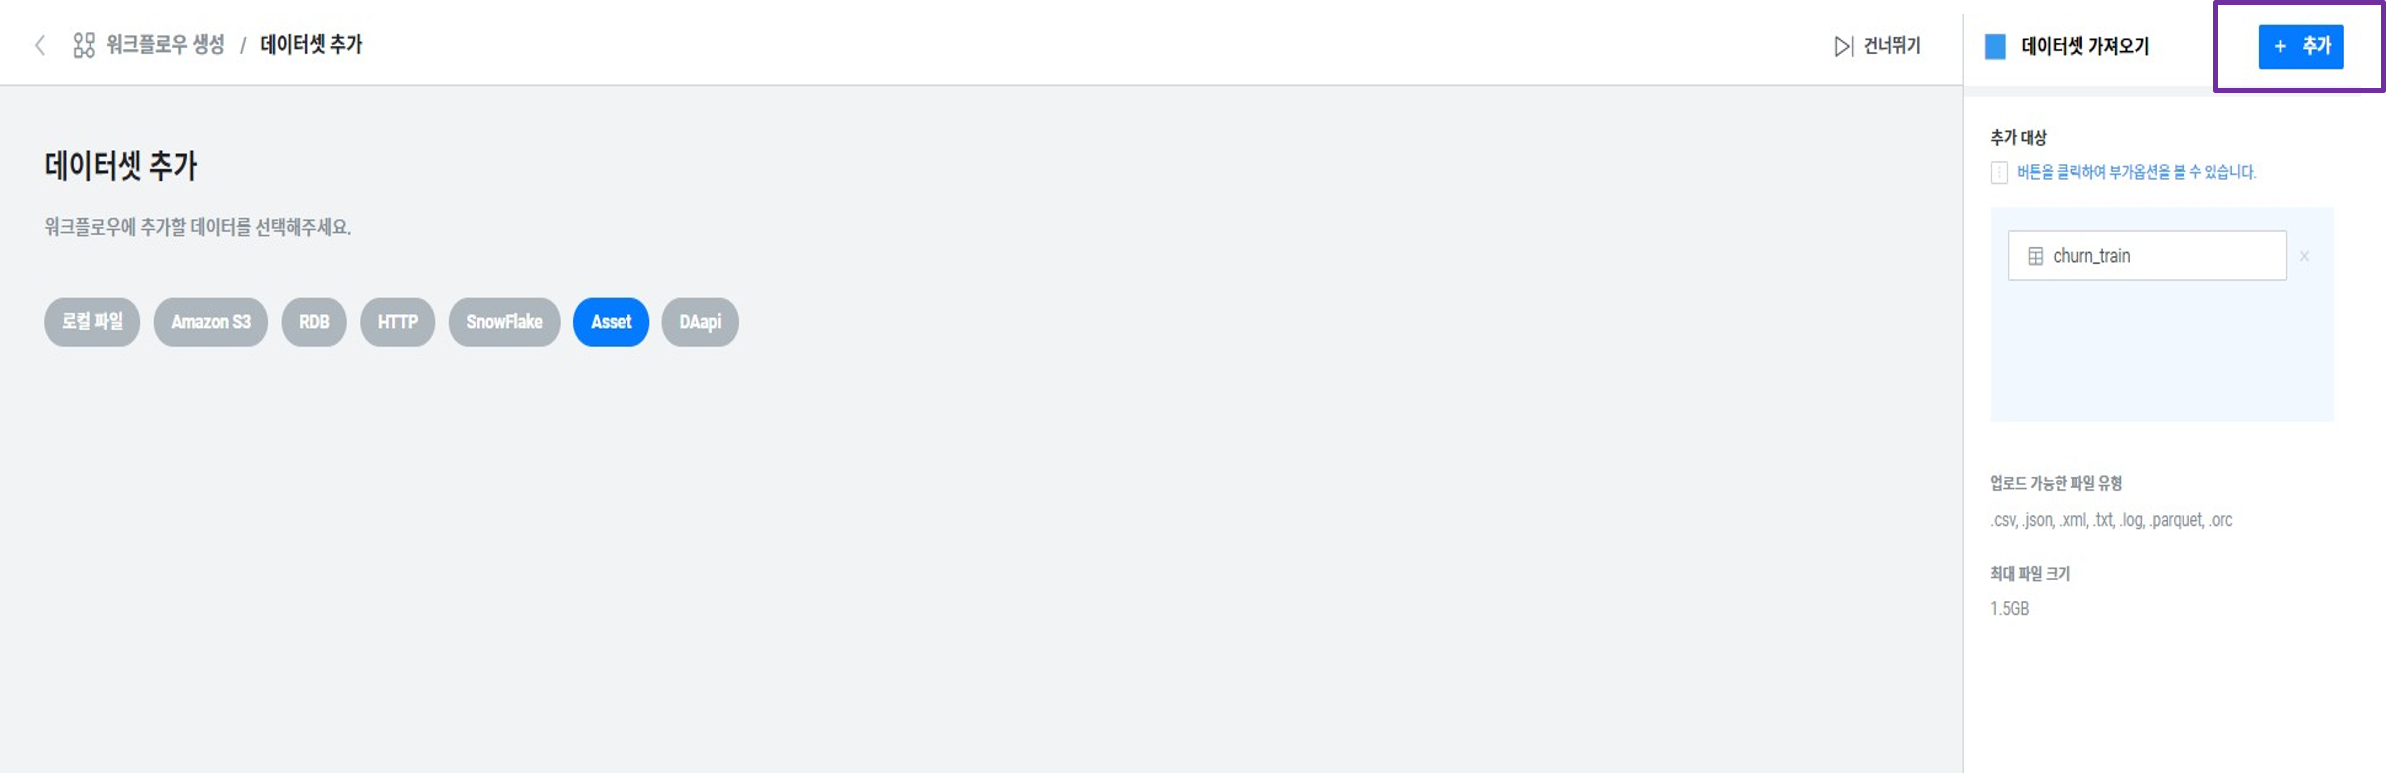 워크플로우 생성 / 데이터셋 추가
건너뛰기
데이터셋 가져오기
+ 추가
데이터셋 추가
워크플로우에 추가할 데이터를 선택해주세요.
로컬 파일 Amazon S3 RDB HTTP SnowFlake Asset DAapi
추가 대상
버튼을 클릭하여 부가옵션을 볼 수 있습니다.
churn_train
업로드 가능한 파일 유형
.csv, .json, .xml, .txt, .log, .parquet, .orc
최대 파일 크기
1.5GB